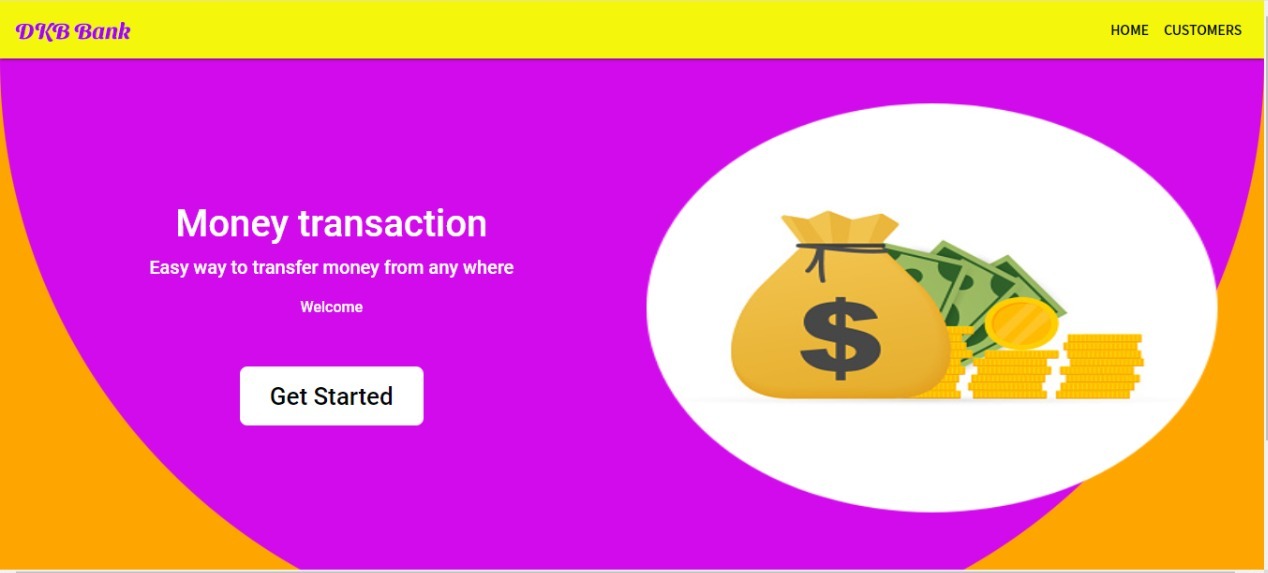 DKB Bank
HOME CUSTOMERS
Money transaction
Easy way to transfer money from any where
Welcome
Get Started
$